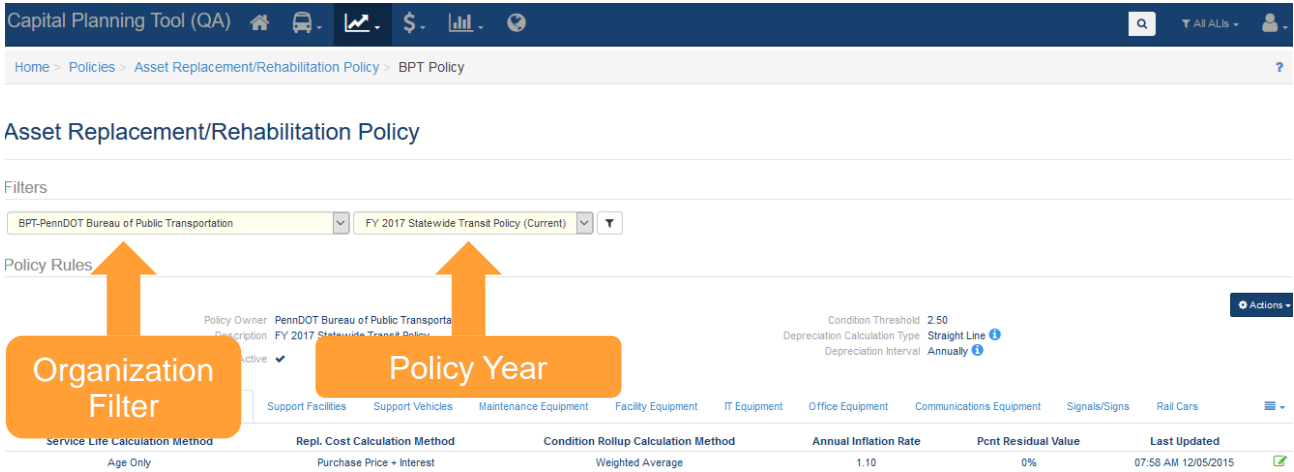 Capital Planning Tool (QA)
All ALIs
Home > Policies > Asset Replacement/Rehabilitation Policy > BPT Policy ?
Asset Replacement/Rehabilitation Policy
Filters
BPT-PennDOT Bureau of Public Transportation FY 2017 Statewide Transit Policy (Current)
Policy Rules
Actions
Policy Owner PennDOT Bureau of Public Transporta Condition Threshold 2.50
Description FY 2017 Statewide Transit Policy Depreciation Calculation Type Straight Line
Active Depreciation Interval Annually
Organization
Filter
Policy Year
Support Facilities Support Vehicles Maintenance Equipment Facility Equipment IT Equipment Office Equipment Communications Equipment Signals/Signs Rail Cars
Service Life Calculation Method Repl. Cost Calculation Method Condition Rollup Calculation Method Annual Inflation Rate Pcnt Residual Value Last Updated
Age Only Purchase Price + Interest Weighted Average 1.10 0% 07:58 AM 12/05/2015